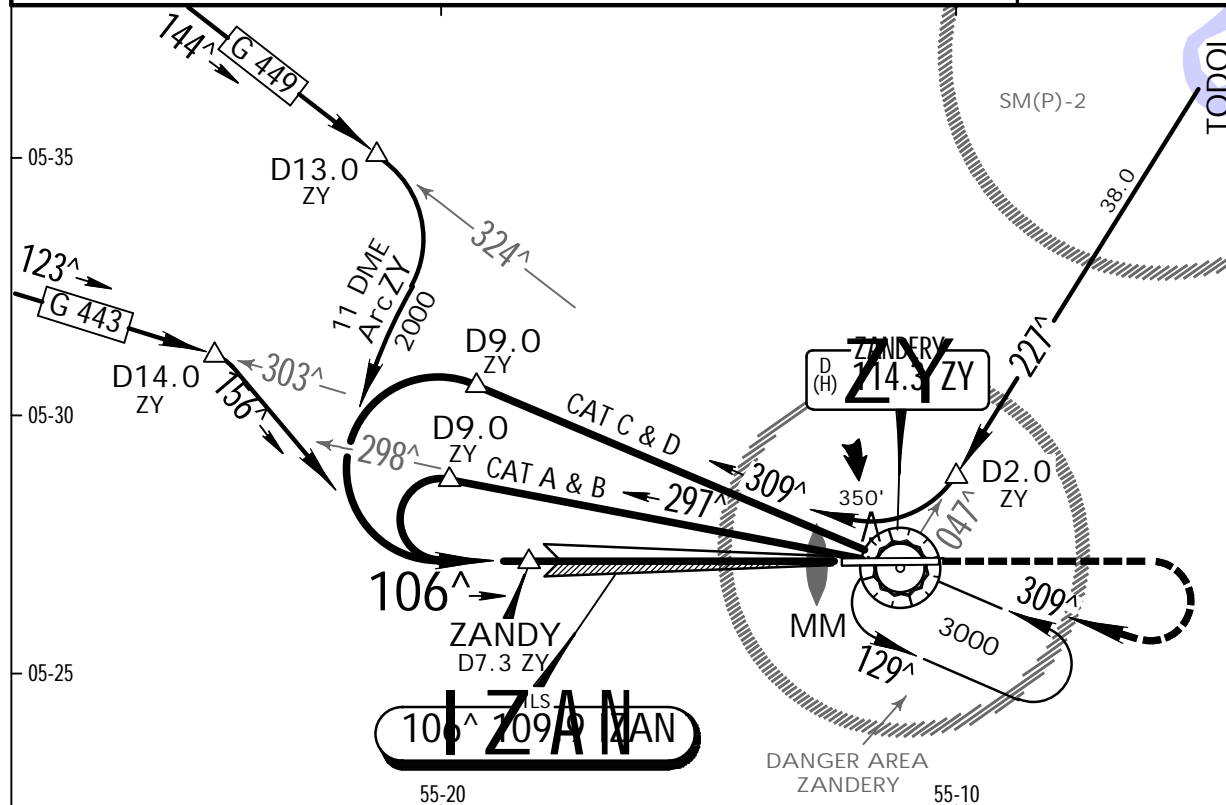 144^
G 449
SM(P)-2
TODOI
05-35
D13.0
ZY
38.0
324^
123^
G 443
11 DME
Arc ZY
2000
D9.0
ZY
227^
ZANDERY
D
(H)
114.3 ZY
ZY
D14.0
ZY
303^
156^
05-30
CAT C & D
D9.0
ZY
298^
CAT A & B
297^
309^
350'
D2.0
ZY
047^
106^
ZANDY
D7.3 ZY
MM
309^
3000
129^
05-25
ILS
106^ 109.9 IZAN
IZAN
DANGER AREA
ZANDERY
55-20
55-10